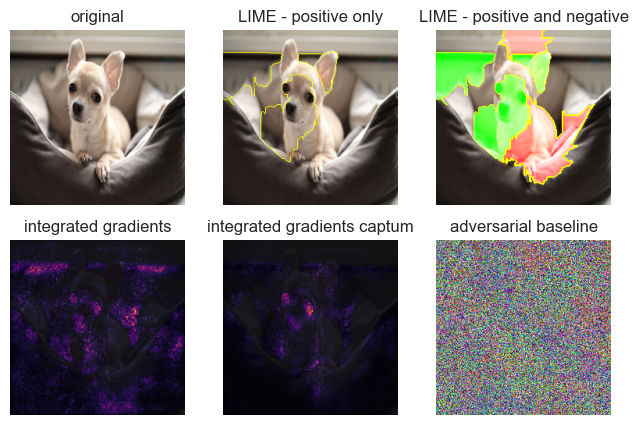 original
LIME - positive only
LIME - positive and negative
integrated gradients
integrated gradients captum
adversarial baseline